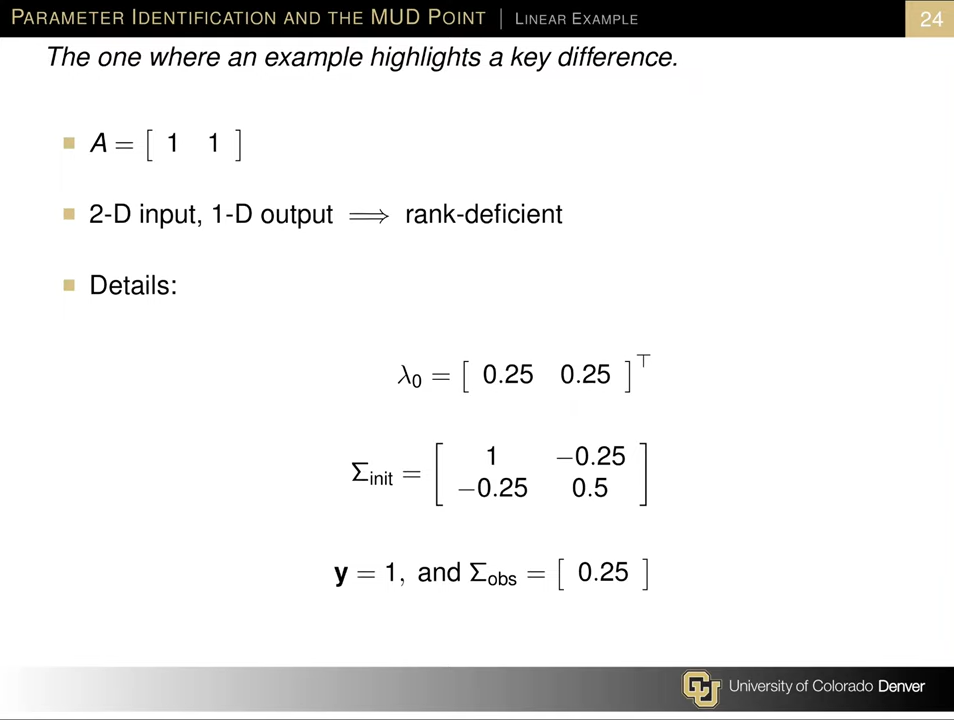 PARAMETER IDENTIFICATION AND THE MUD POINT | LINEAR EXAMPLE 24
The one where an example highlights a key difference.
A = [ 1 1 ]
2-D input, 1-D output ⟹ rank-deficient
Details:
λ₀ = [ 0.25 0.25 ]⊤
Σinit = [ 1 −0.25
−0.25 0.5 ]
y = 1, and Σobs = [ 0.25 ]
CU University of Colorado Denver